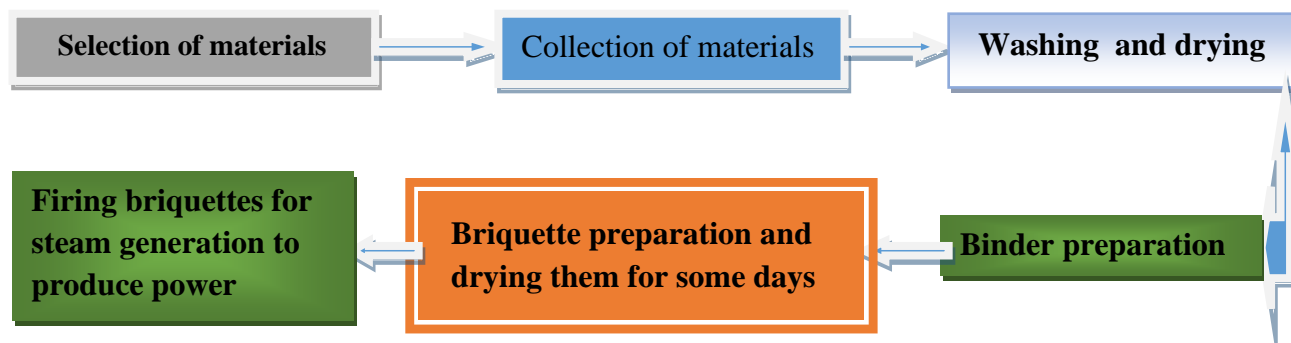 Selection of materials
Collection of materials
Washing and drying
Firing briquettes for
steam generation to
produce power
Briquette preparation and
drying them for some days
Binder preparation